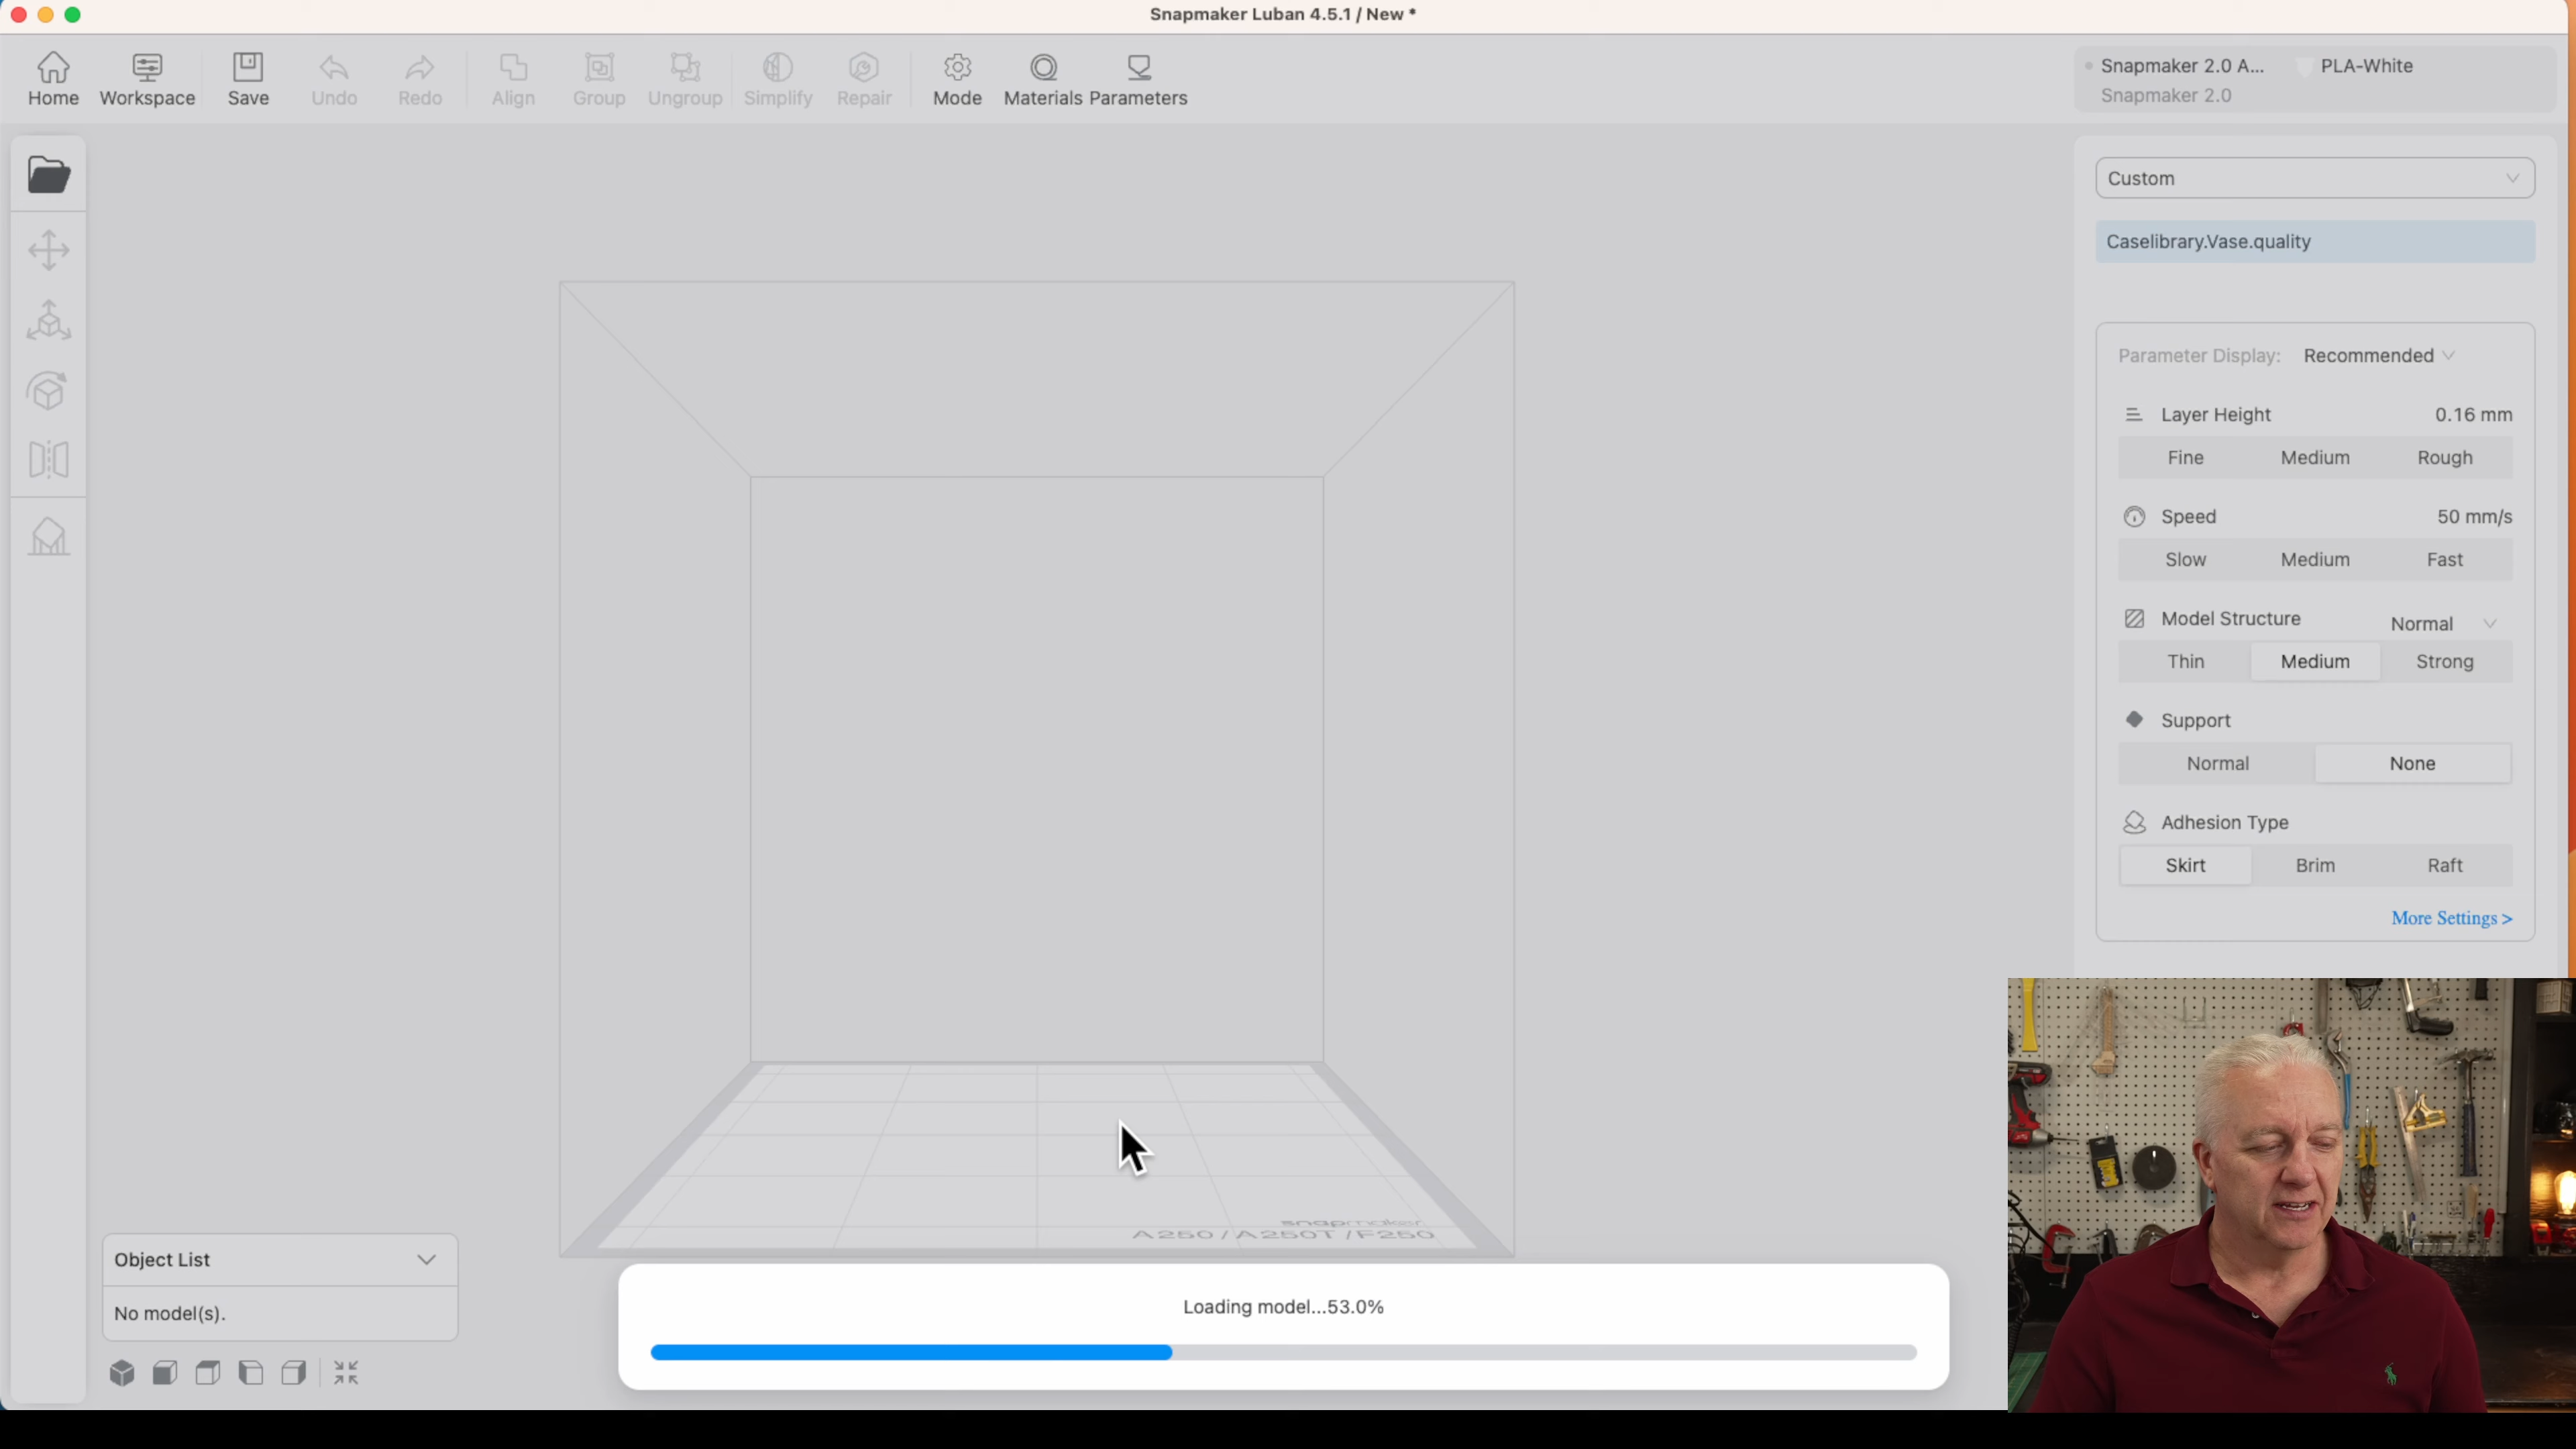 Snapmaker Luban 4.5.1 / New *
Home Workspace Save Undo Redo Align Group Ungroup Simplify Repair Mode Materials Parameters
Snapmaker 2.0 A... PLA-White
Snapmaker 2.0
Custom
Caselibrary.Vase.quality
Parameter Display: Recommended
Layer Height 0.16 mm
Fine Medium Rough
Speed 50 mm/s
Slow Medium Fast
Model Structure Normal
Thin Medium Strong
Support
Normal None
Adhesion Type
Skirt Brim Raft
More Settings >
snapmaker
A250 / A250T / F250
Object List
No model(s).
Loading model...53.0%